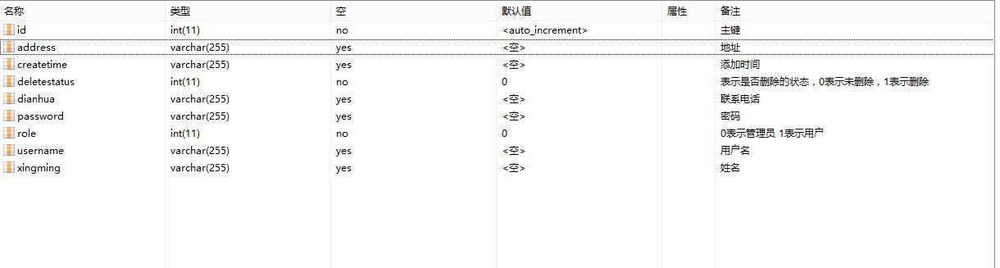 名称 类型 空 默认值 属性 备注
id int(11) no <auto_increment> 主键
address varchar(255) yes <空> 地址
createtime varchar(255) yes <空> 添加时间
deletestatus int(11) no 0 表示是否删除的状态，0表示未删除，1表示删除
dianhua varchar(255) yes <空> 联系电话
password varchar(255) yes <空> 密码
role int(11) no 0 0表示管理员 1表示用户
username varchar(255) yes <空> 用户名
xingming varchar(255) yes <空> 姓名